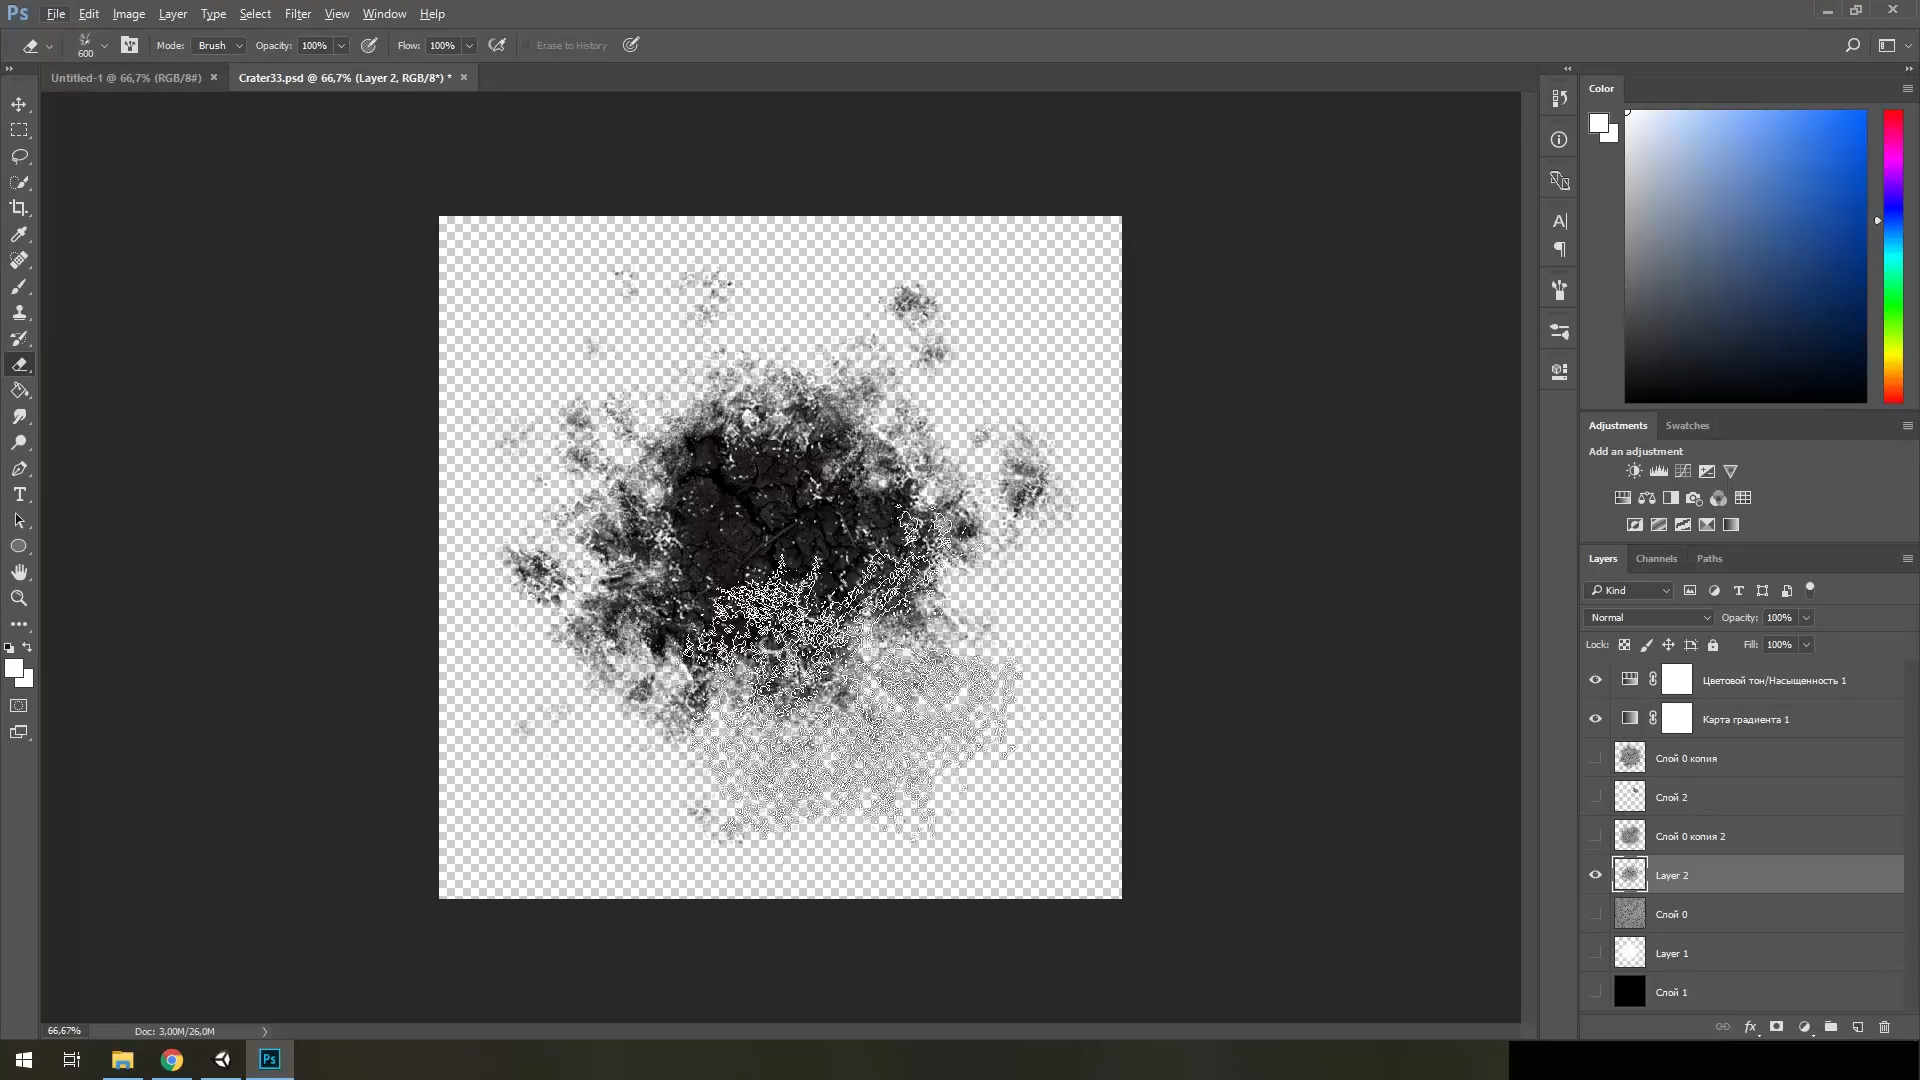 Ps File Edit Image Layer Type Select Filter View Window Help
600 Mode: Brush Opacity: 100% Flow: 100% Erase to History
Untitled-1 @ 66,7% (RGB/8#) × Crater33.psd @ 66,7% (Layer 2, RGB/8*) * ×
Color
Adjustments Swatches
Add an adjustment
Layers Channels Paths
Kind
Normal Opacity: 100%
Lock: Fill: 100%
Цветовой тон/Насыщенность 1
Карта градиента 1
Слой 0 копия
Слой 2
Слой 0 копия 2
Layer 2
Слой 0
Layer 1
Слой 1
fx
66,67% Doc: 3,00M/26,0M
Ps